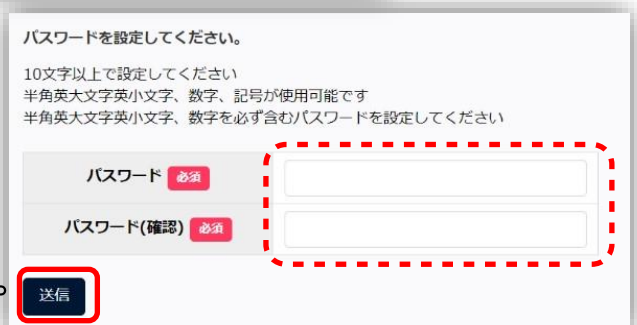 パスワードを設定してください。
10文字以上で設定してください
半角英大文字英小文字、数字、記号が使用可能です
半角英大文字英小文字、数字を必ず含むパスワードを設定してください
パスワード 必須
パスワード(確認) 必須
。
送信